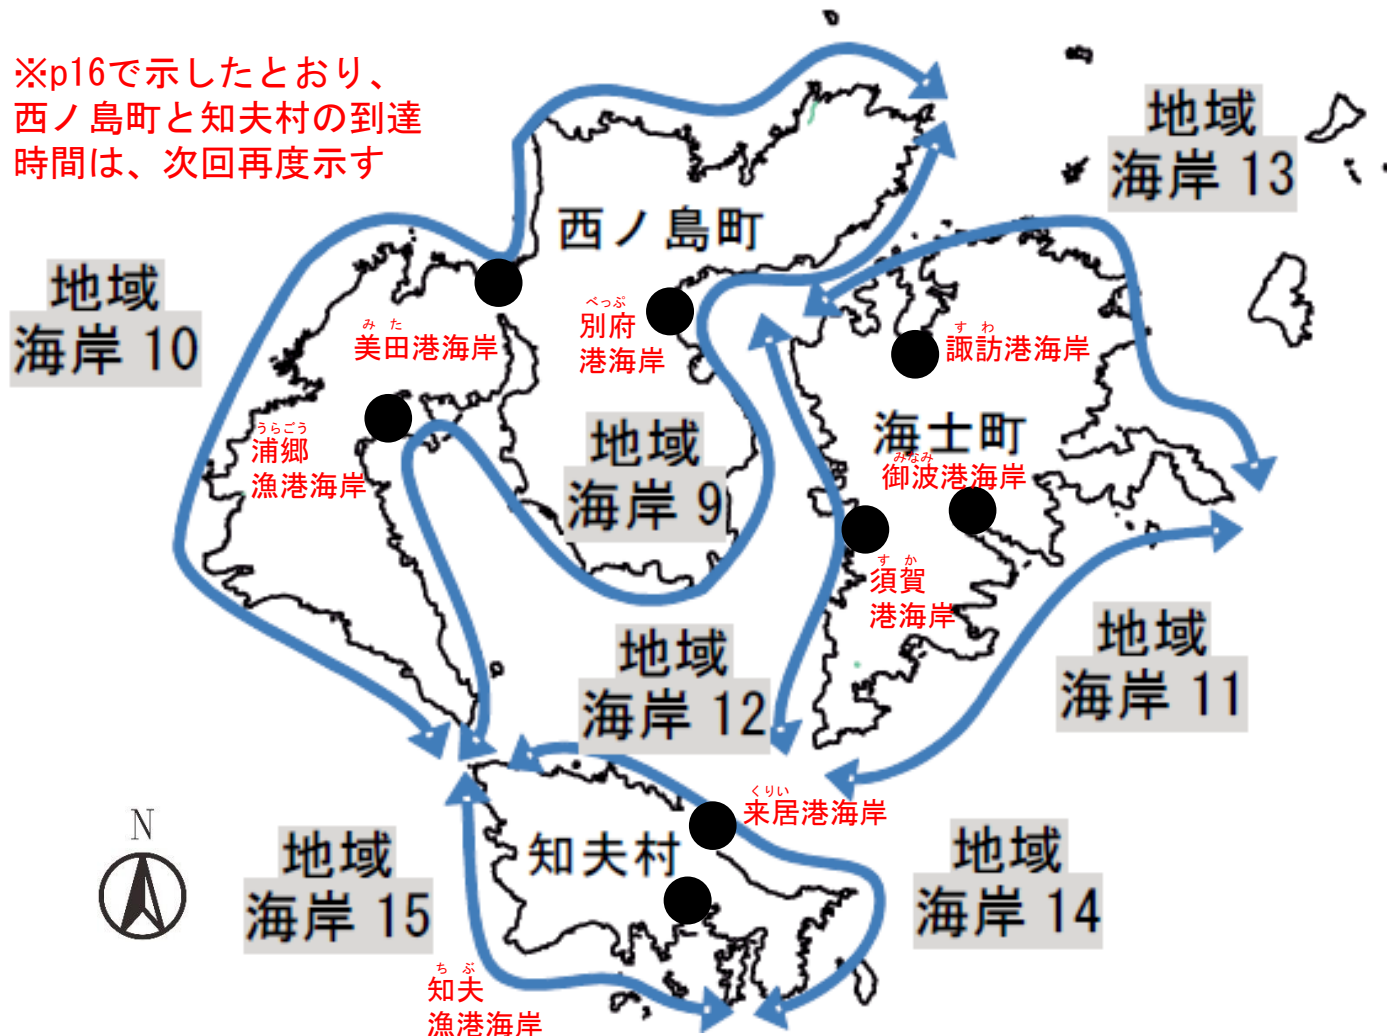 ※p16で示したとおり、
西ノ島町と知夫村の到達
時間は、次回再度示す
地域
海岸 13
西ノ島町
地域
海岸 10
みた
美田港海岸
べっぷ
別府
港海岸
すわ
諏訪港海岸
うらごう
浦郷
漁港海岸
地域
海岸 9
海士町
みなみ
御波港海岸
すか
須賀
港海岸
地域
海岸 12
地域
海岸 11
くりい
来居港海岸
N
知夫村
地域
海岸 15
地域
海岸 14
ちぶ
知夫
漁港海岸